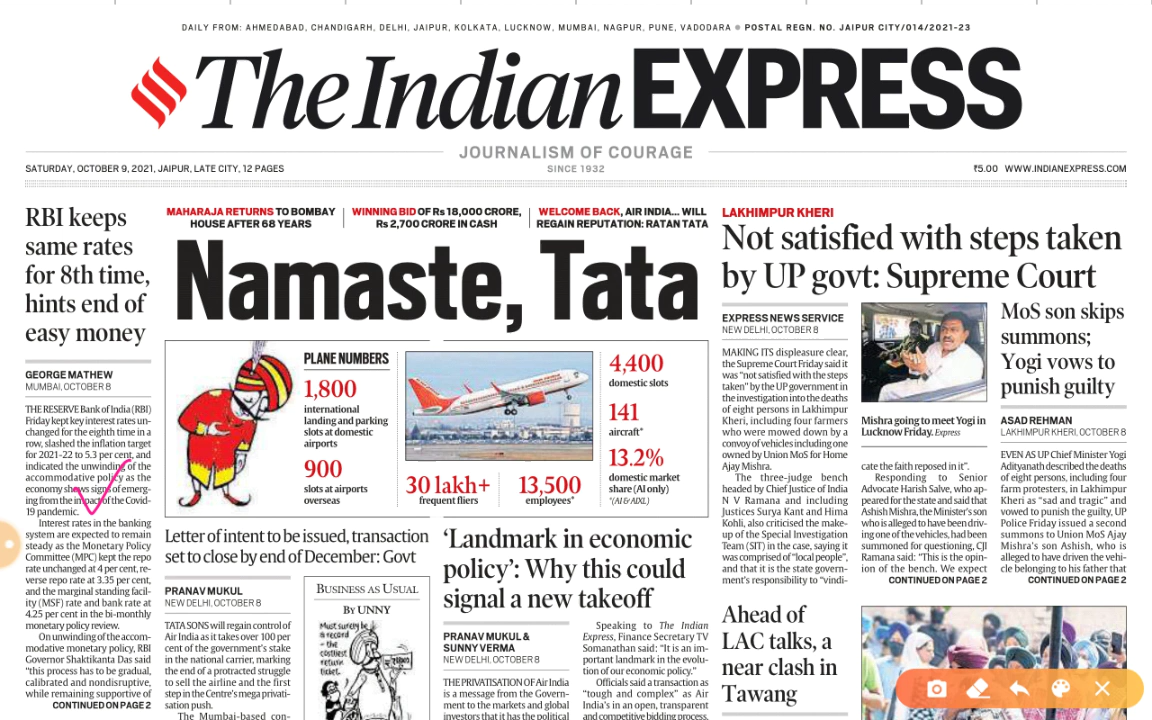 DAILY FROM: AHMEDABAD, CHANDIGARH, DELHI, JAIPUR, KOLKATA, LUCKNOW, MUMBAI, NAGPUR, PUNE, VADODARA ● POSTAL REGN. NO. JAIPUR CITY/014/2021-23
The Indian EXPRESS
JOURNALISM OF COURAGE
SINCE 1932
SATURDAY, OCTOBER 9, 2021, JAIPUR, LATE CITY, 12 PAGES
₹5.00 WWW.INDIANEXPRESS.COM
RBI keeps
same rates
for 8th time,
hints end of
easy money
GEORGE MATHEW
MUMBAI, OCTOBER 8
THE RESERVE Bank of India (RBI)
Friday kept key interest rates un-
changed for the eighth time in a
row, slashed the inflation target
for 2021-22 to 5.3 per cent, and
indicated the unwinding of the
accommodative policy as the
economy shows signs of emerg-
ing from the impact of the Covid-
19 pandemic.
Interest rates in the banking
system are expected to remain
steady as the Monetary Policy
Committee (MPC) kept the repo
rate unchanged at 4 per cent, re-
verse repo rate at 3.35 per cent,
and the marginal standing facil-
ity (MSF) rate and bank rate at
4.25 per cent in the bi-monthly
monetary policy review.
On unwinding of the accom-
modative monetary policy, RBI
Governor Shaktikanta Das said
"this process has to be gradual,
calibrated and nondisruptive,
while remaining supportive of
CONTINUED ON PAGE 2
MAHARAJA RETURNS TO BOMBAY
HOUSE AFTER 68 YEARS
WINNING BID OF Rs 18,000 CRORE,
Rs 2,700 CRORE IN CASH
WELCOME BACK, AIR INDIA... WILL
REGAIN REPUTATION: RATAN TATA
Namaste, Tata
PLANE NUMBERS
1,800
international
landing and parking
slots at domestic
airports
900
slots at airports
overseas
30 lakh+
frequent fliers
13,500
employees*
4,400
domestic slots
141
aircraft*
13.2%
domestic market
share (AI only)
*(AI & AIXL)
Letter of intent to be issued, transaction
set to close by end of December: Govt
PRANAV MUKUL
NEW DELHI, OCTOBER 8
TATA SONS will regain control of
Air India as it takes over 100 per
cent of the government's stake
in the national carrier, marking
the end of a protracted struggle
to sell the airline and the first
step in the Centre's mega privati-
sation push.
The Mumbai-based con-
BUSINESS AS USUAL
BY UNNY
Must surely be
a record
- the
costliest
return
ticket.
'Landmark in economic
policy': Why this could
signal a new takeoff
PRANAV MUKUL &
SUNNY VERMA
NEW DELHI, OCTOBER 8
THE PRIVATISATION OF Air India
is a message from the Govern-
ment to the markets and global
investors that it has the political
Speaking to The Indian
Express, Finance Secretary TV
Somanathan said: "It is an im-
portant landmark in the evolu-
tion of our economic policy."
Officials said a transaction as
"tough and complex" as Air
India's in an open, transparent
and competitive bidding process,
LAKHIMPUR KHERI
Not satisfied with steps taken
by UP govt: Supreme Court
EXPRESS NEWS SERVICE
NEW DELHI, OCTOBER 8
MAKING ITS displeasure clear,
the Supreme Court Friday said it
was "not satisfied with the steps
taken" by the UP government in
the investigation into the deaths
of eight persons in Lakhimpur
Kheri, including four farmers
who were mowed down by a
convoy of vehicles including one
owned by Union MoS for Home
Ajay Mishra.
The three-judge bench
headed by Chief Justice of India
N V Ramana and including
Justices Surya Kant and Hima
Kohli, also criticised the make-
up of the Special Investigation
Team (SIT) in the case, saying it
was comprised of "local people",
and that it is the state govern-
ment's responsibility to "vindi-
Mishra going to meet Yogi in
Lucknow Friday. Express
cate the faith reposed in it".
Responding to Senior
Advocate Harish Salve, who ap-
peared for the state and said that
Ashish Mishra, the Minister's son
who is alleged to have been driv-
ing one of the vehicles, had been
summoned for questioning, CJI
Ramana said: "This is the opin-
ion of the bench. We expect
CONTINUED ON PAGE 2
MoS son skips
summons;
Yogi vows to
punish guilty
ASAD REHMAN
LAKHIMPUR KHERI, OCTOBER 8
EVEN AS UP Chief Minister Yogi
Adityanath described the deaths
of eight persons, including four
farm protesters, in Lakhimpur
Kheri as "sad and tragic" and
vowed to punish the guilty, UP
Police Friday issued a second
summons to Union MoS Ajay
Mishra's son Ashish, who is
alleged to have driven the vehi-
cle belonging to his father that
CONTINUED ON PAGE 2
Ahead of
LAC talks, a
near clash in
Tawang